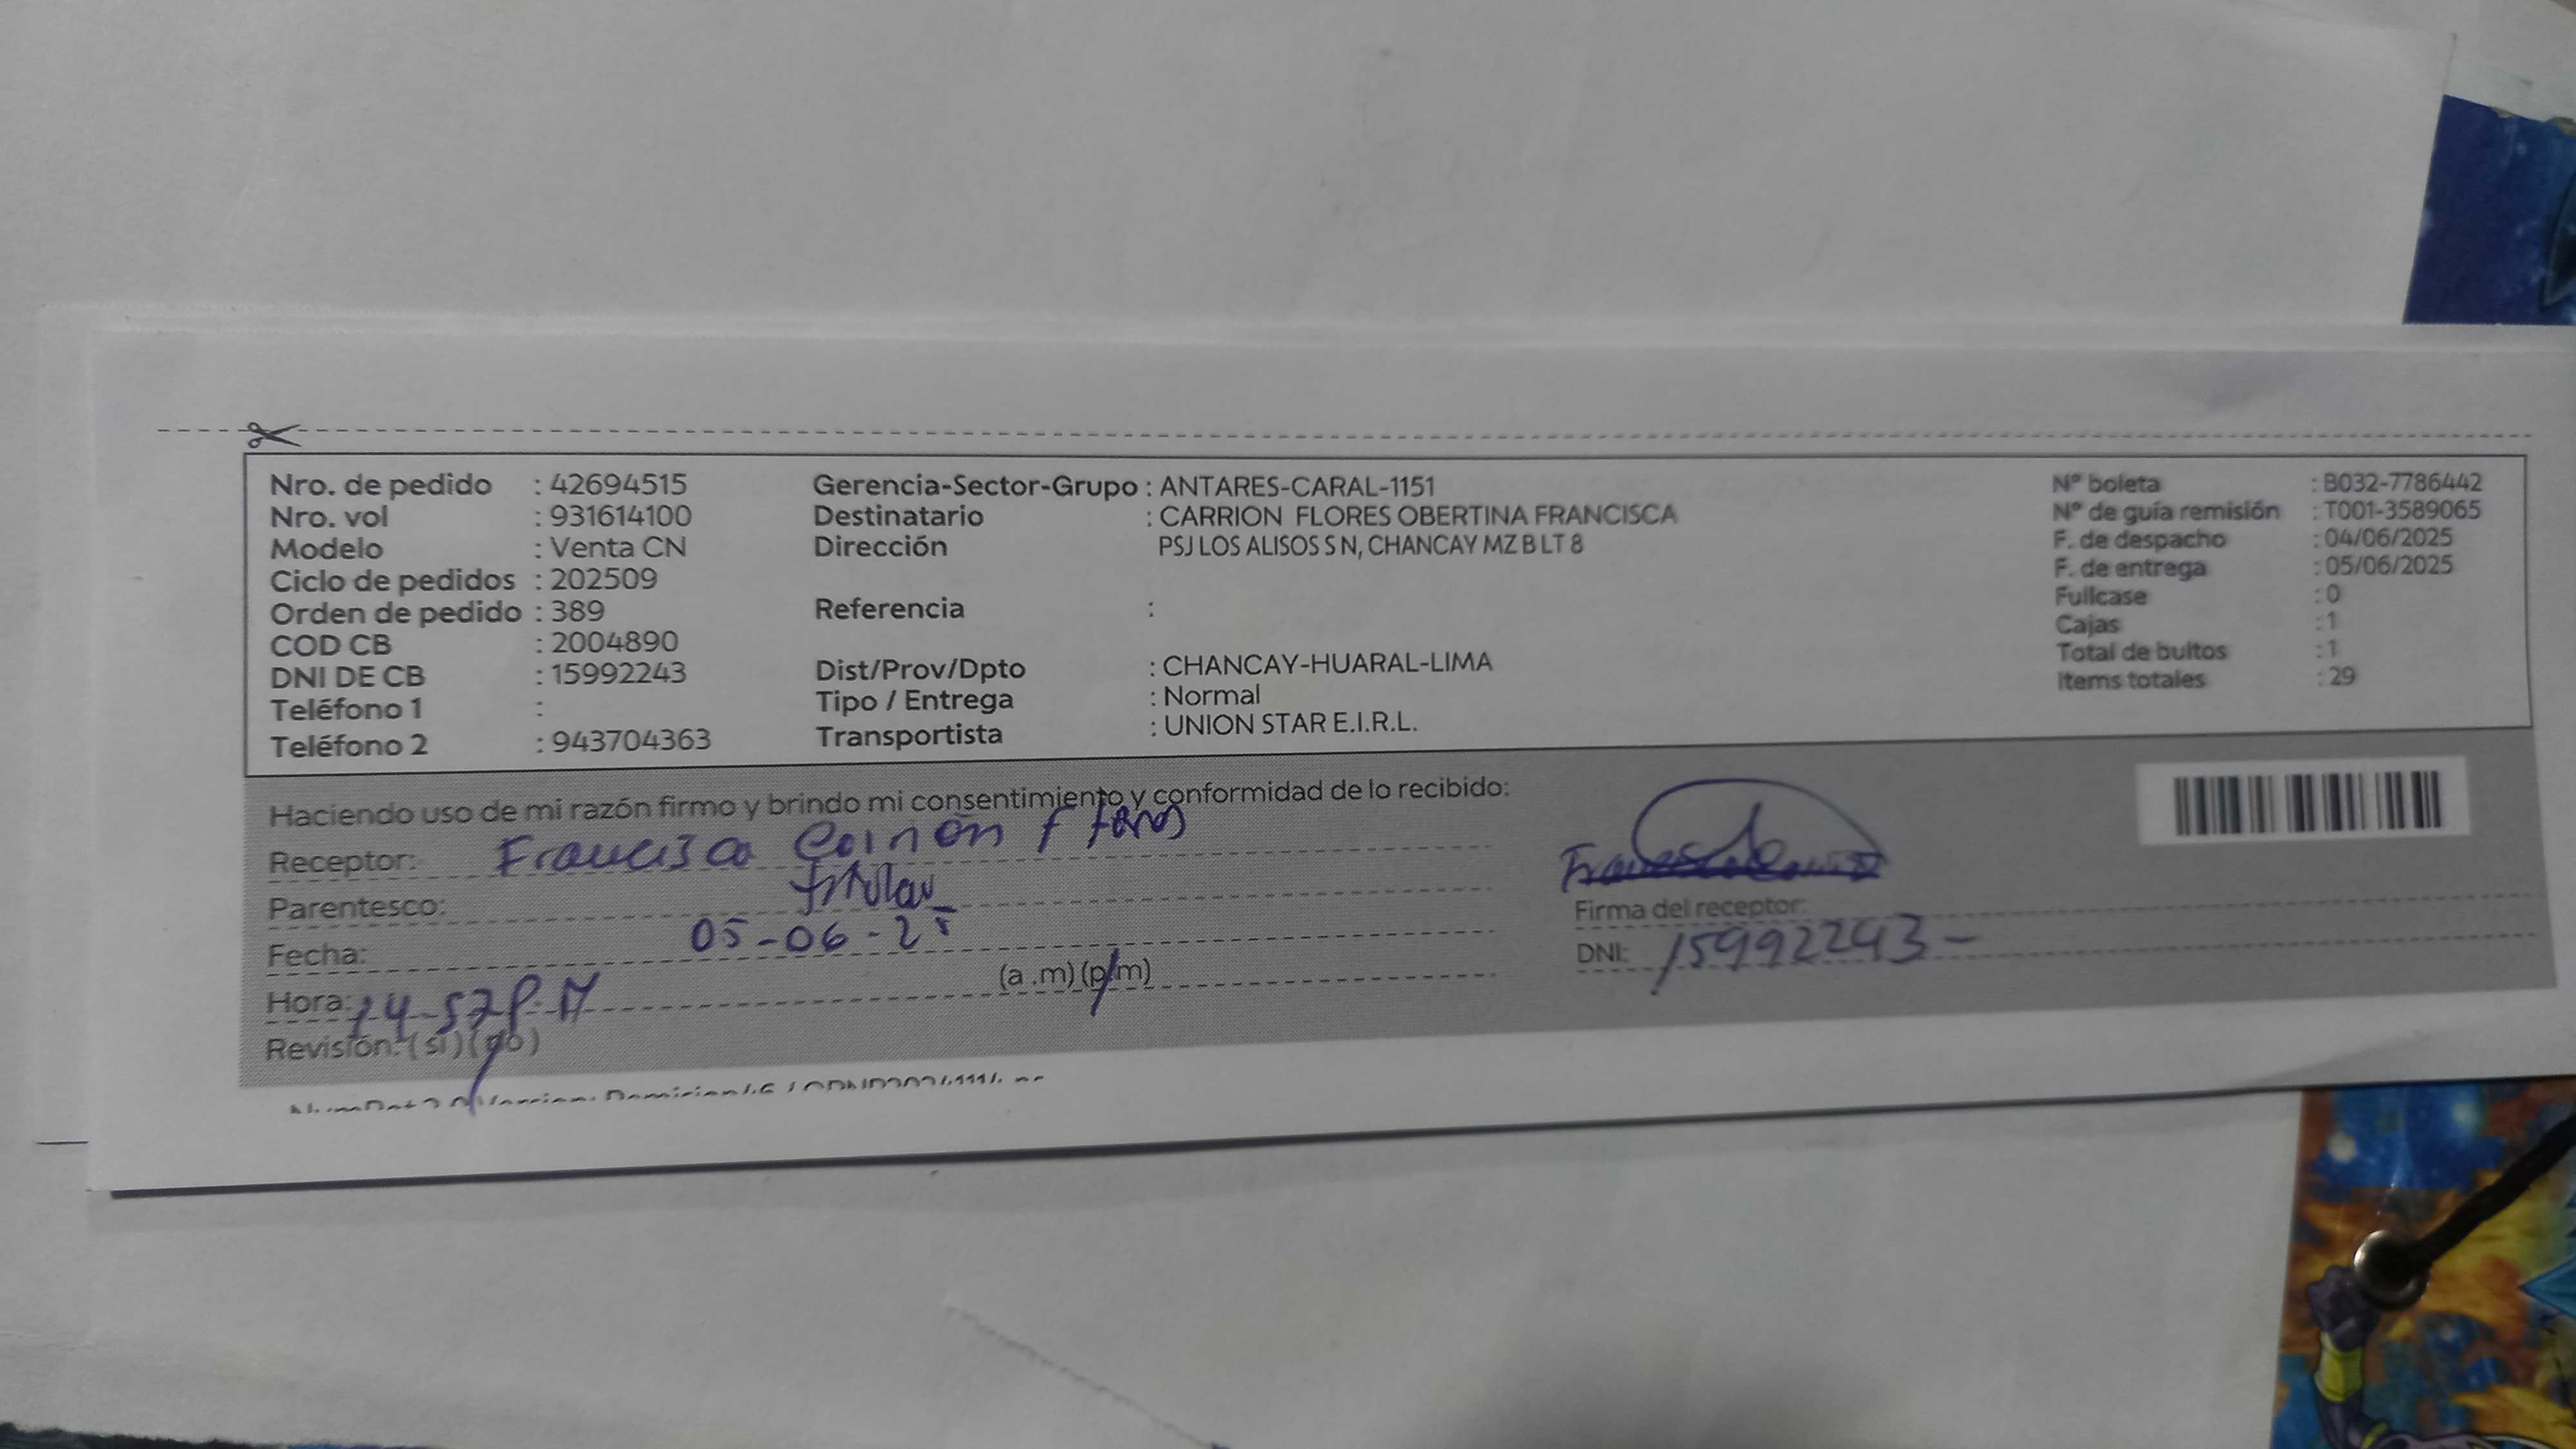 Nro. de pedido : 42694515
Nro. vol : 931614100
Modelo : Venta CN
Ciclo de pedidos : 202509
Orden de pedido : 389
COD CB : 2004890
DNI DE CB : 15992243
Teléfono 1 :
Teléfono 2 : 943704363
Gerencia-Sector-Grupo : ANTARES-CARAL-1151
Destinatario : CARRION FLORES OBERTINA FRANCISCA
Dirección PSJ LOS ALISOS S N, CHANCAY MZ B LT 8
Referencia :
Dist/Prov/Dpto : CHANCAY-HUARAL-LIMA
Tipo / Entrega : Normal
Transportista : UNION STAR E.I.R.L.
Nº boleta : B032-7786442
Nº de guía remisión : T001-3589065
F. de despacho : 04/06/2025
F. de entrega : 05/06/2025
Fullcase : 0
Cajas : 1
Total de bultos : 1
Items totales : 29
Haciendo uso de mi razón firmo y brindo mi consentimiento y conformidad de lo recibido:
Receptor: Francisca
Parentesco: titular
Fecha: 05-06-25
Hora: 14-57 P.M (a .m) (p.m)
Revisión: (si) (no)
Firma del receptor:
DNI: 15992243-